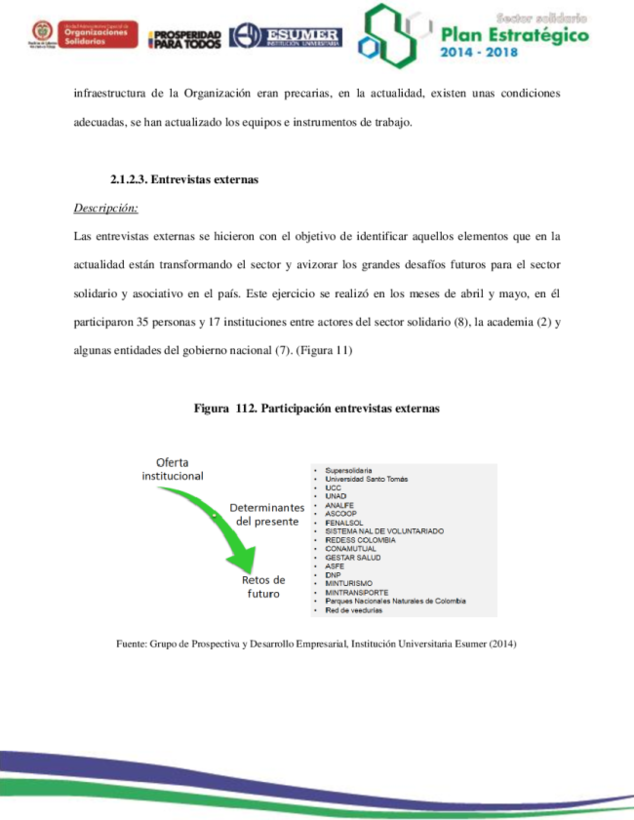 Unidad Administrativa Especial de
Organizaciones
Solidarias
PROSPERIDAD
PARA TODOS
ESUMER
INSTITUCIÓN UNIVERSITARIA
Sector solidario
Plan Estratégico
2014 - 2018
infraestructura de la Organización eran precarias, en la actualidad, existen unas condiciones
adecuadas, se han actualizado los equipos e instrumentos de trabajo.
2.1.2.3. Entrevistas externas
Descripción:
Las entrevistas externas se hicieron con el objetivo de identificar aquellos elementos que en la
actualidad están transformando el sector y avizorar los grandes desafíos futuros para el sector
solidario y asociativo en el país. Este ejercicio se realizó en los meses de abril y mayo, en él
participaron 35 personas y 17 instituciones entre actores del sector solidario (8), la academia (2) y
algunas entidades del gobierno nacional (7). (Figura 11)
Figura 112. Participación entrevistas externas
Oferta
institucional
Determinantes
del presente
Retos de
futuro
• Supersolidaria
• Universidad Santo Tomás
• UCC
• UNAD
• ANALFE
• ASCOOP
• FENALSOL
• SISTEMA NAL DE VOLUNTARIADO
• REDESS COLOMBIA
• CONAMUTUAL
• GESTAR SALUD
• ASFE
• DNP
• MINTURISMO
• MINTRANSPORTE
• Parques Nacionales Naturales de Colombia
• Red de veedurias
Fuente: Grupo de Prospectiva y Desarrollo Empresarial, Institución Universitaria Esumer (2014)